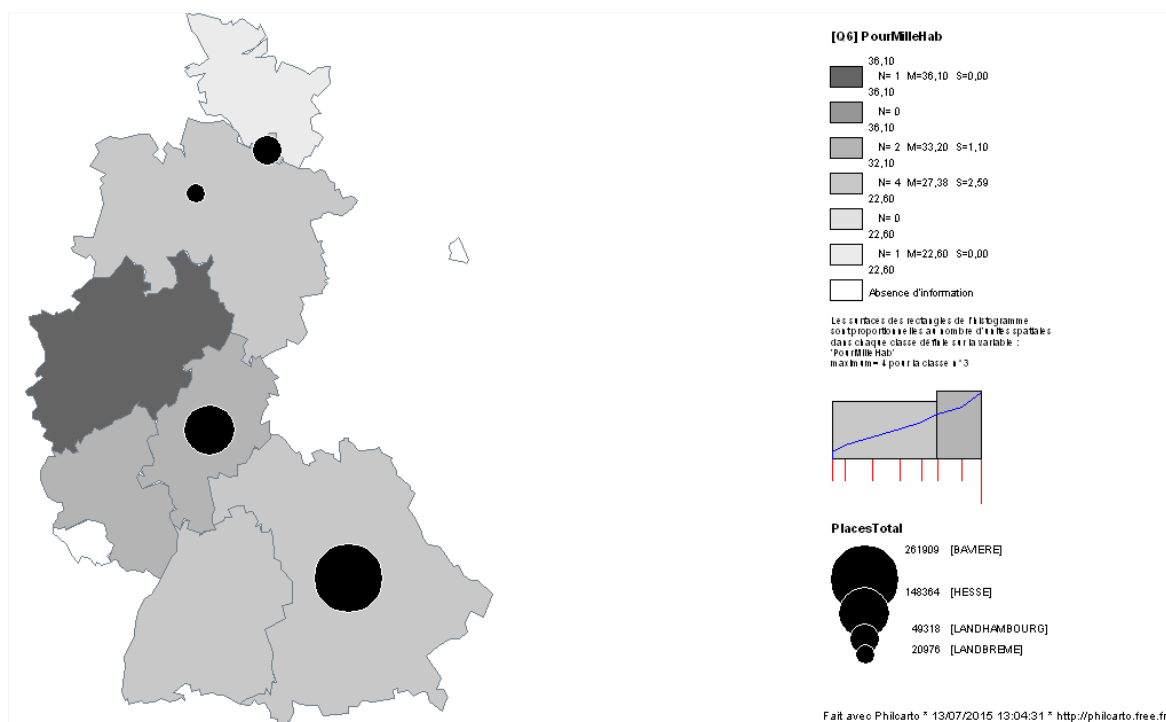 [Q6] PourMilleHab
36,10
N= 1 M=36,10 S=0,00
36,10
N= 0
36,10
N= 2 M=33,20 S=1,10
32,10
N= 4 M=27,38 S=2,59
22,60
N= 0
22,60
N= 1 M=22,60 S=0,00
22,60
Absence d'information
Les surfaces des rectangles de l'histogramme
sont proportionnelles au nombre d'unités spatiales
dans chaque classe définie sur la variable :
'PourMilleHab'
maximum= 4 pour la classe n°3
PlacesTotal
261909 [BAVIERE]
148364 [HESSE]
49318 [LANDHAMBOURG]
20976 [LANDBREME]
Fait avec Philcarto * 13/07/2015 13:04:31 * http://philcarto.free.fr